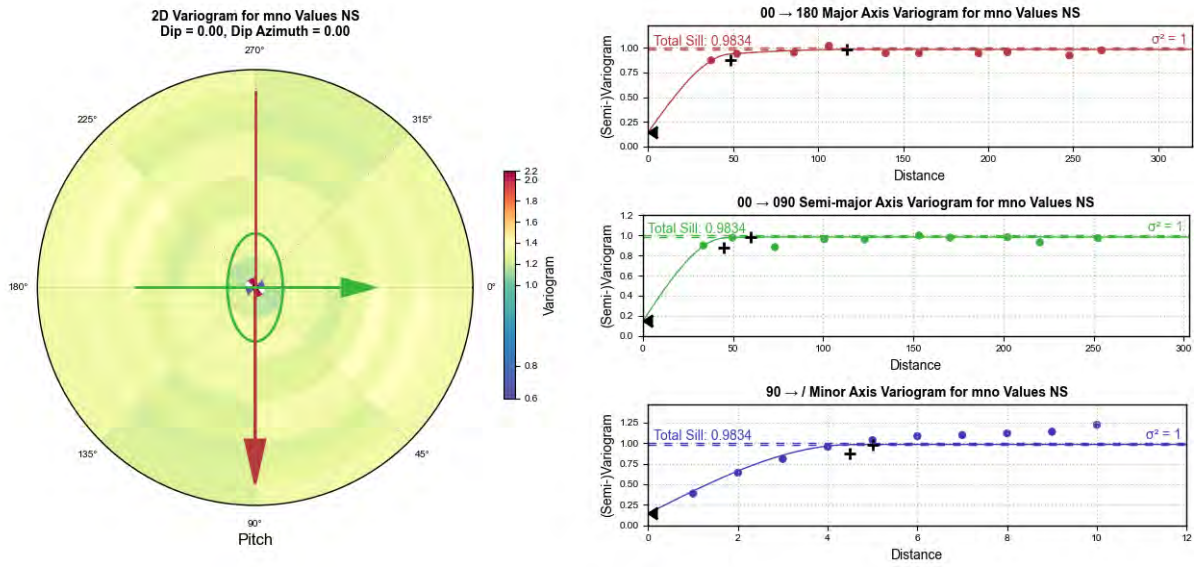 2D Variogram for mno Values NS
Dip = 0.00, Dip Azimuth = 0.00
270°
225°
315°
180°
0°
135°
45°
90°
Pitch
2.2
2.0
1.8
1.6
1.4
1.2
1.0
0.8
0.6
Variogram
00 → 180 Major Axis Variogram for mno Values NS
Total Sill: 0.9834
σ² = 1
1.00
0.75
0.50
0.25
0.00
(Semi-)Variogram
0 50 100 150 200 250 300
Distance
00 → 090 Semi-major Axis Variogram for mno Values NS
Total Sill: 0.9834
σ² = 1
1.2
1.0
0.8
0.6
0.4
0.2
0.0
(Semi-)Variogram
0 50 100 150 200 250 300
Distance
90 → / Minor Axis Variogram for mno Values NS
Total Sill: 0.9834
σ² = 1
1.25
1.00
0.75
0.50
0.25
0.00
(Semi-)Variogram
0 2 4 6 8 10 12
Distance